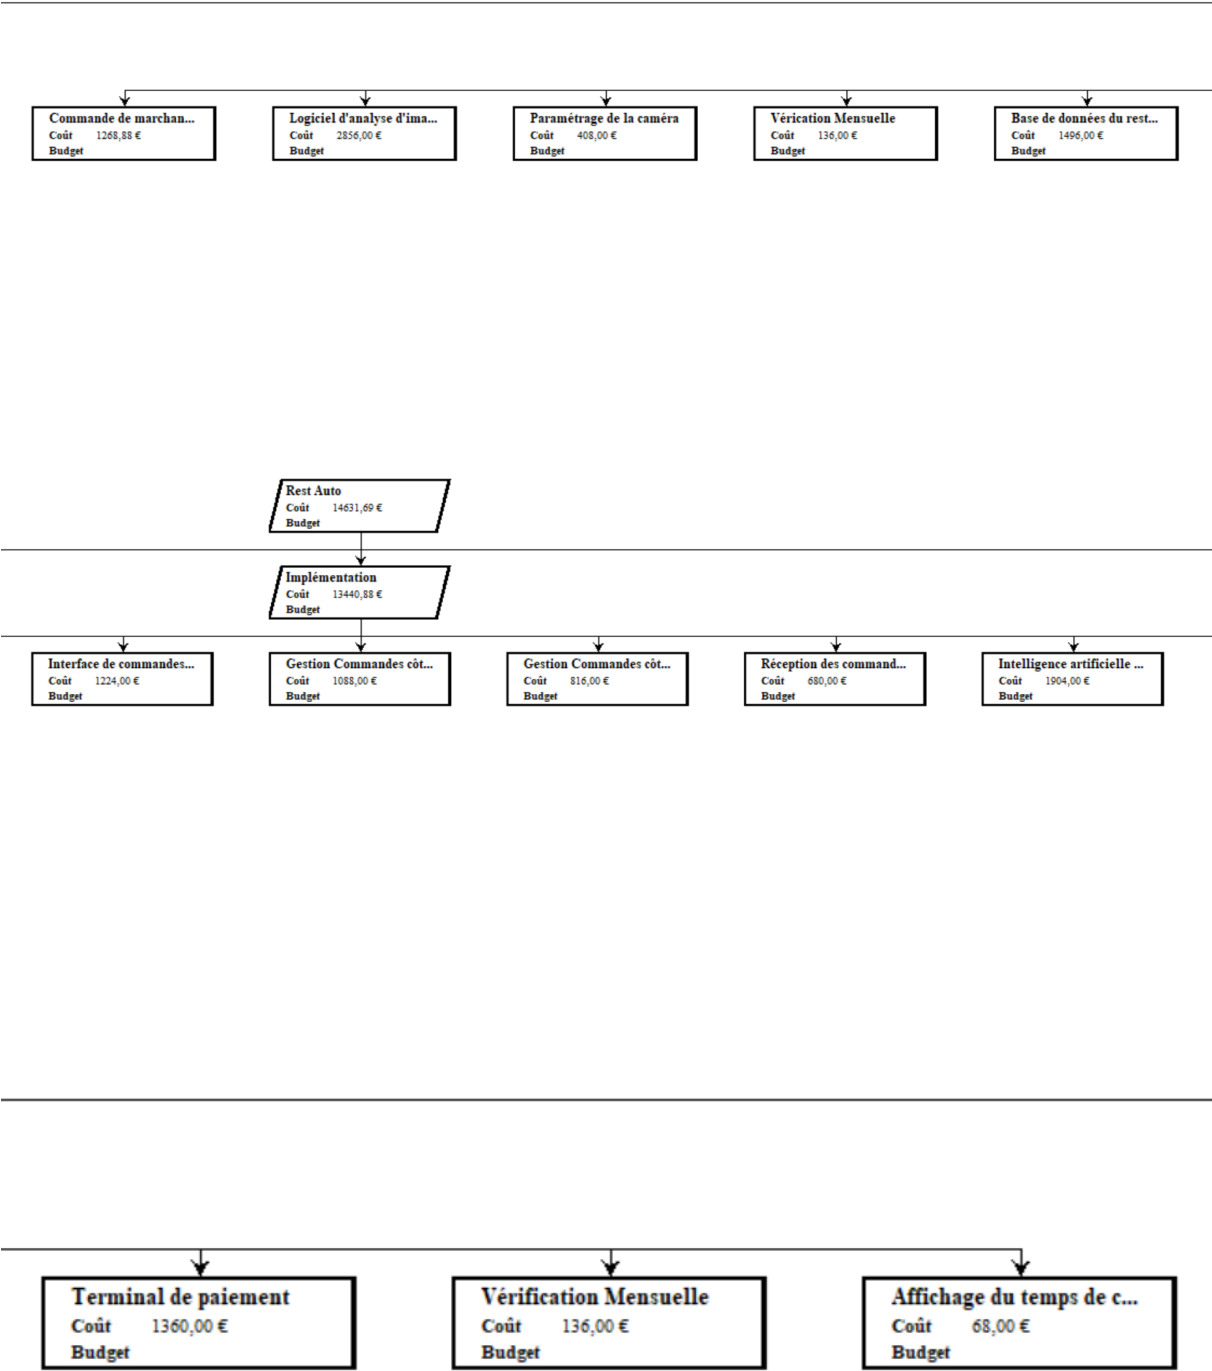 Commande de marchan...
Coût 1268,88 €
Budget
Logiciel d'analyse d'ima...
Coût 2856,00 €
Budget
Paramétrage de la caméra
Coût 408,00 €
Budget
Vérication Mensuelle
Coût 136,00 €
Budget
Base de données du rest...
Coût 1496,00 €
Budget
Rest Auto
Coût 14631,69 €
Budget
Implémentation
Coût 13440,88 €
Budget
Interface de commandes...
Coût 1224,00 €
Budget
Gestion Commandes côt...
Coût 1088,00 €
Budget
Gestion Commandes côt...
Coût 816,00 €
Budget
Réception des command...
Coût 680,00 €
Budget
Intelligence artificielle ...
Coût 1904,00 €
Budget
Terminal de paiement
Coût 1360,00 €
Budget
Vérification Mensuelle
Coût 136,00 €
Budget
Affichage du temps de c...
Coût 68,00 €
Budget